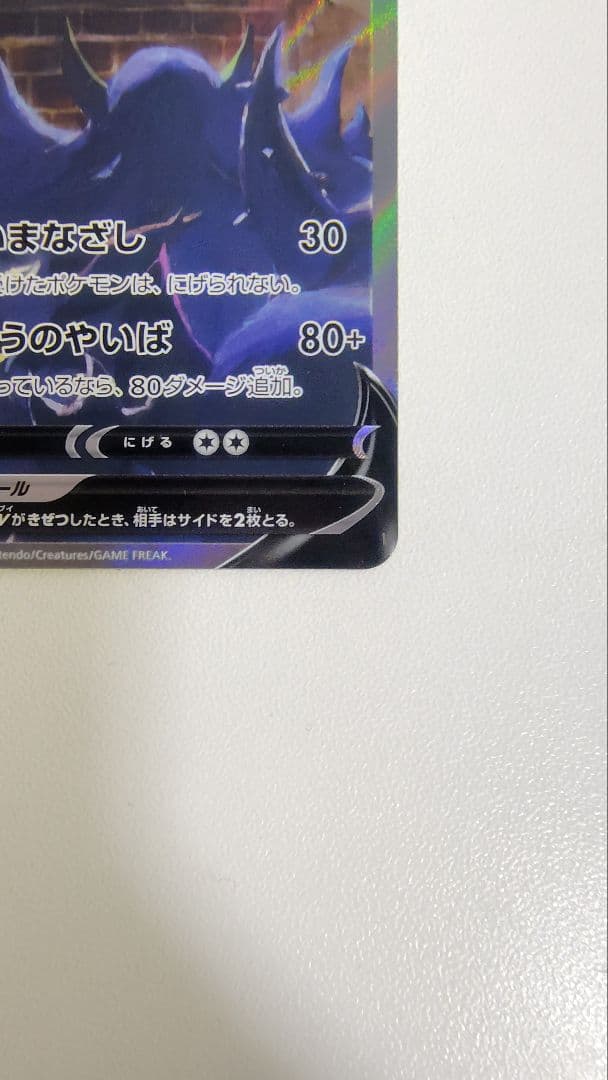 いまなざし 30
けたポケモンは、にげられない。
うのやいば 80+
っているなら、80ダメージ追加。
にげる
ール
Vがきぜつしたとき、相手はサイドを2枚とる。
tendo/Creatures/GAME FREAK.